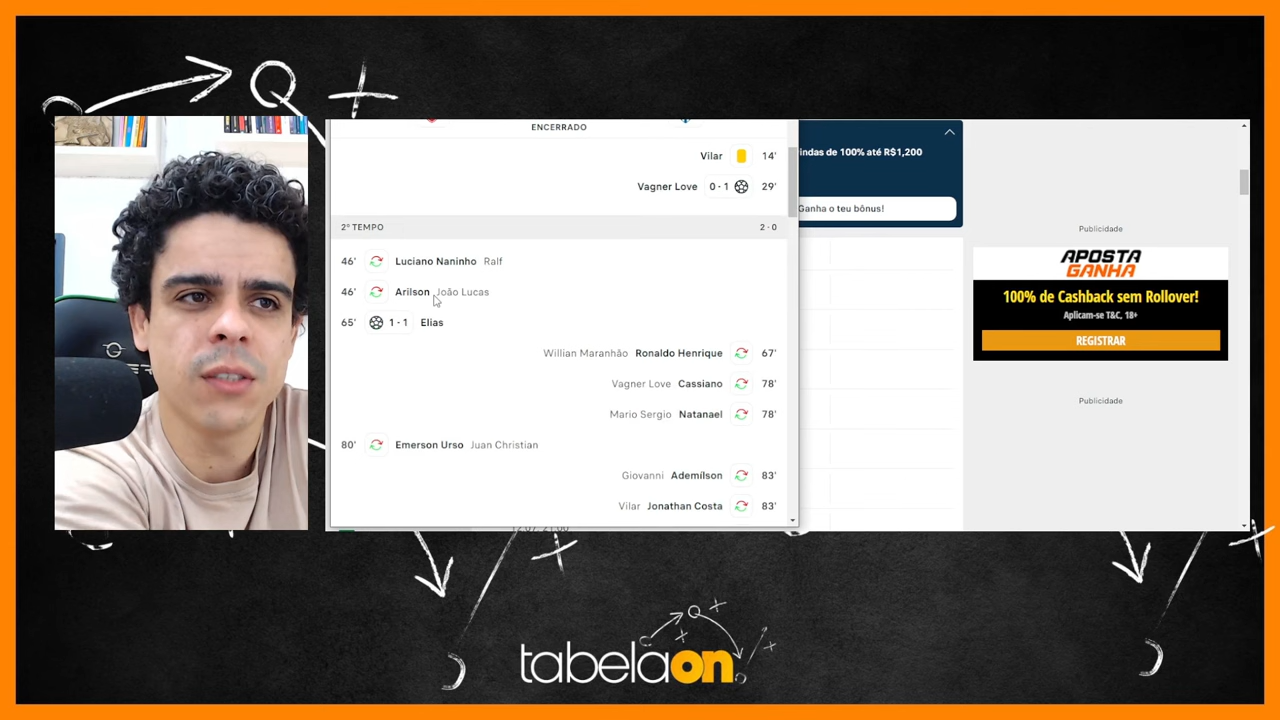 ENCERRADO
Vilar 14'
Vagner Love 0 - 1 29'
2º TEMPO 2 - 0
46' Luciano Naninho Ralf
46' Arilson João Lucas
65' 1 - 1 Elias
Willian Maranhão Ronaldo Henrique 67'
Vagner Love Cassiano 78'
Mario Sergio Natanael 78'
80' Emerson Urso Juan Christian
Giovanni Ademílson 83'
Vilar Jonathan Costa 83'
indas de 100% até R$1,200
Ganha o teu bônus!
Publicidade
APOSTA
GANHA
100% de Cashback sem Rollover!
Aplicam-se T&C, 18+
REGISTRAR
Publicidade
tabelaon